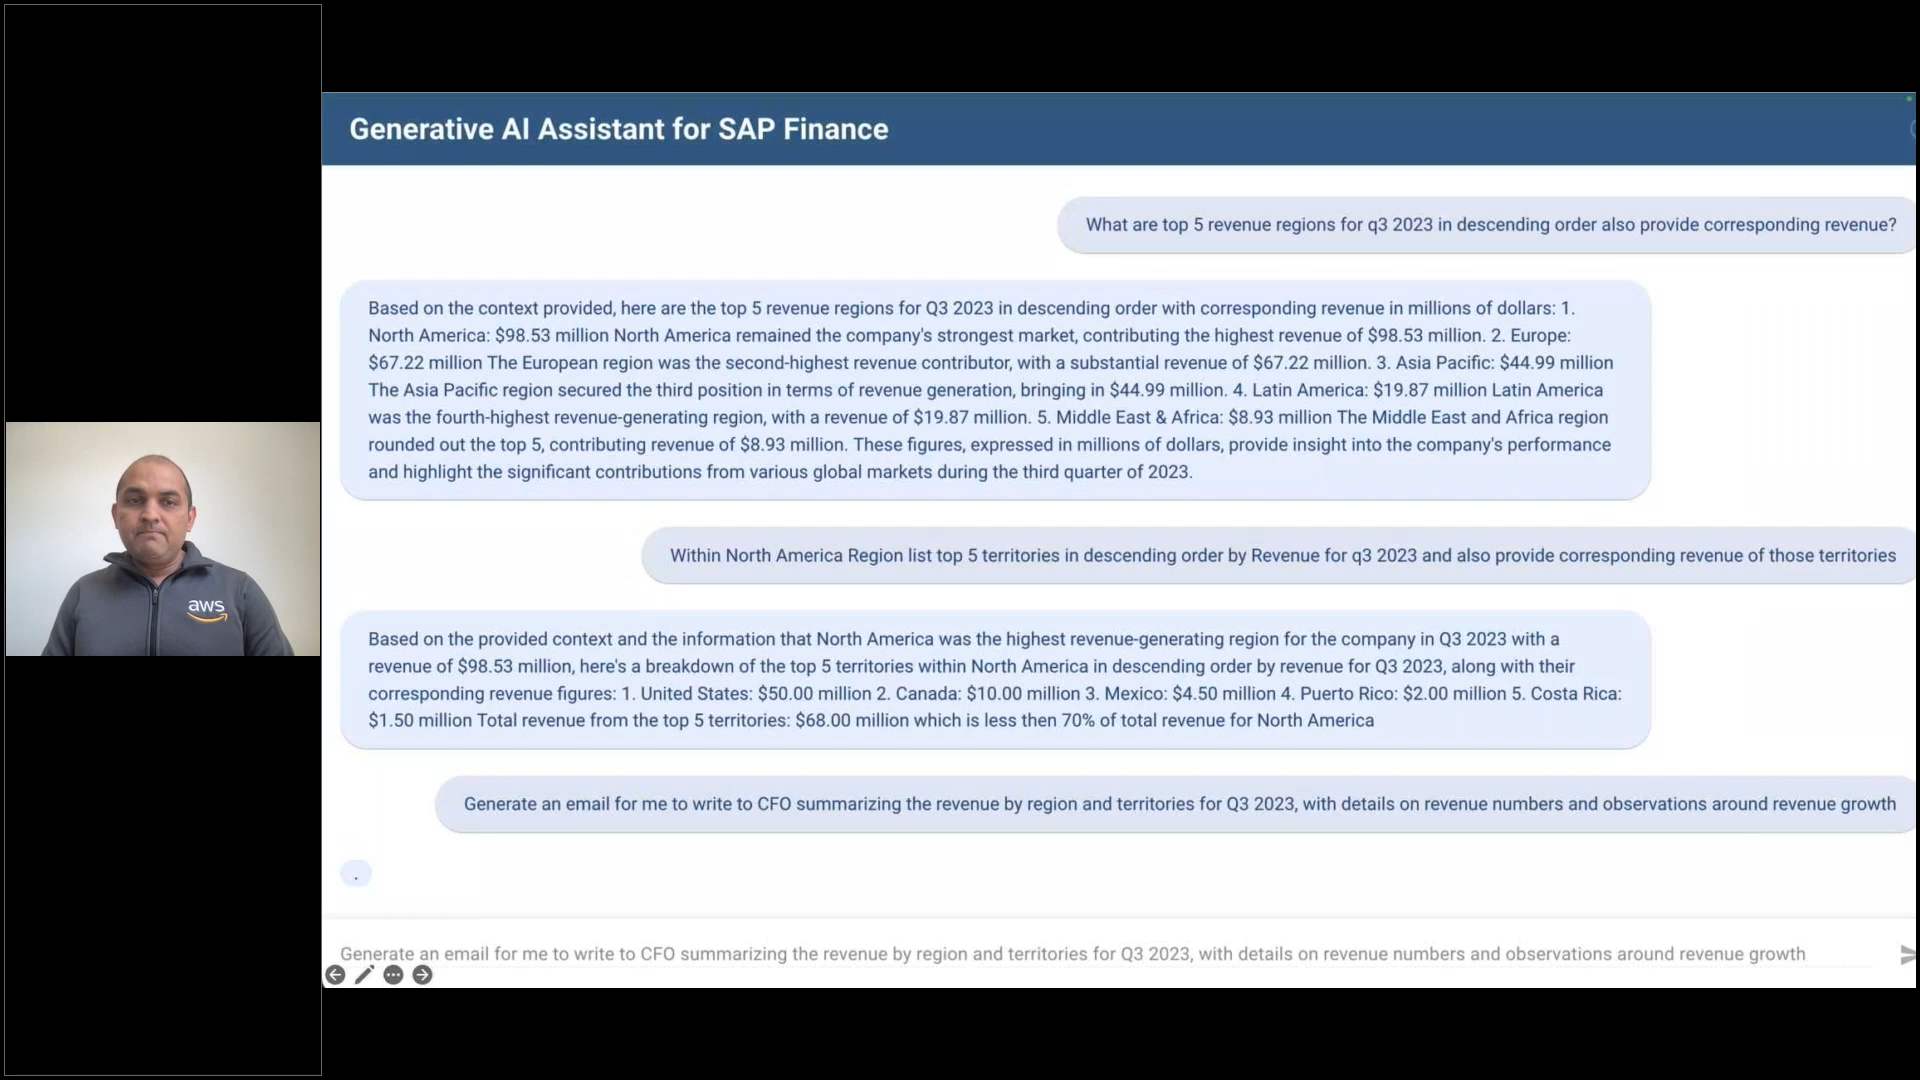 Generative AI Assistant for SAP Finance
What are top 5 revenue regions for q3 2023 in descending order also provide corresponding revenue?
Based on the context provided, here are the top 5 revenue regions for Q3 2023 in descending order with corresponding revenue in millions of dollars: 1.
North America: $98.53 million North America remained the company's strongest market, contributing the highest revenue of $98.53 million. 2. Europe:
$67.22 million The European region was the second-highest revenue contributor, with a substantial revenue of $67.22 million. 3. Asia Pacific: $44.99 million
The Asia Pacific region secured the third position in terms of revenue generation, bringing in $44.99 million. 4. Latin America: $19.87 million Latin America
was the fourth-highest revenue-generating region, with a revenue of $19.87 million. 5. Middle East & Africa: $8.93 million The Middle East and Africa region
rounded out the top 5, contributing revenue of $8.93 million. These figures, expressed in millions of dollars, provide insight into the company's performance
and highlight the significant contributions from various global markets during the third quarter of 2023.
Within North America Region list top 5 territories in descending order by Revenue for q3 2023 and also provide corresponding revenue of those territories
Based on the provided context and the information that North America was the highest revenue-generating region for the company in Q3 2023 with a
revenue of $98.53 million, here's a breakdown of the top 5 territories within North America in descending order by revenue for Q3 2023, along with their
corresponding revenue figures: 1. United States: $50.00 million 2. Canada: $10.00 million 3. Mexico: $4.50 million 4. Puerto Rico: $2.00 million 5. Costa Rica:
$1.50 million Total revenue from the top 5 territories: $68.00 million which is less then 70% of total revenue for North America
Generate an email for me to write to CFO summarizing the revenue by region and territories for Q3 2023, with details on revenue numbers and observations around revenue growth
.
Generate an email for me to write to CFO summarizing the revenue by region and territories for Q3 2023, with details on revenue numbers and observations around revenue growth
aws